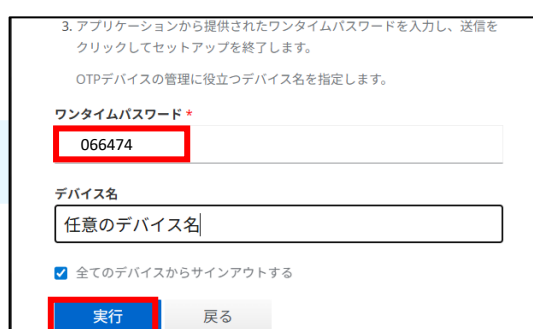 3. アプリケーションから提供されたワンタイムパスワードを入力し、送信を
クリックしてセットアップを終了します。
OTPデバイスの管理に役立つデバイス名を指定します。
ワンタイムパスワード *
066474
デバイス名
任意のデバイス名
全てのデバイスからサインアウトする
実行 戻る